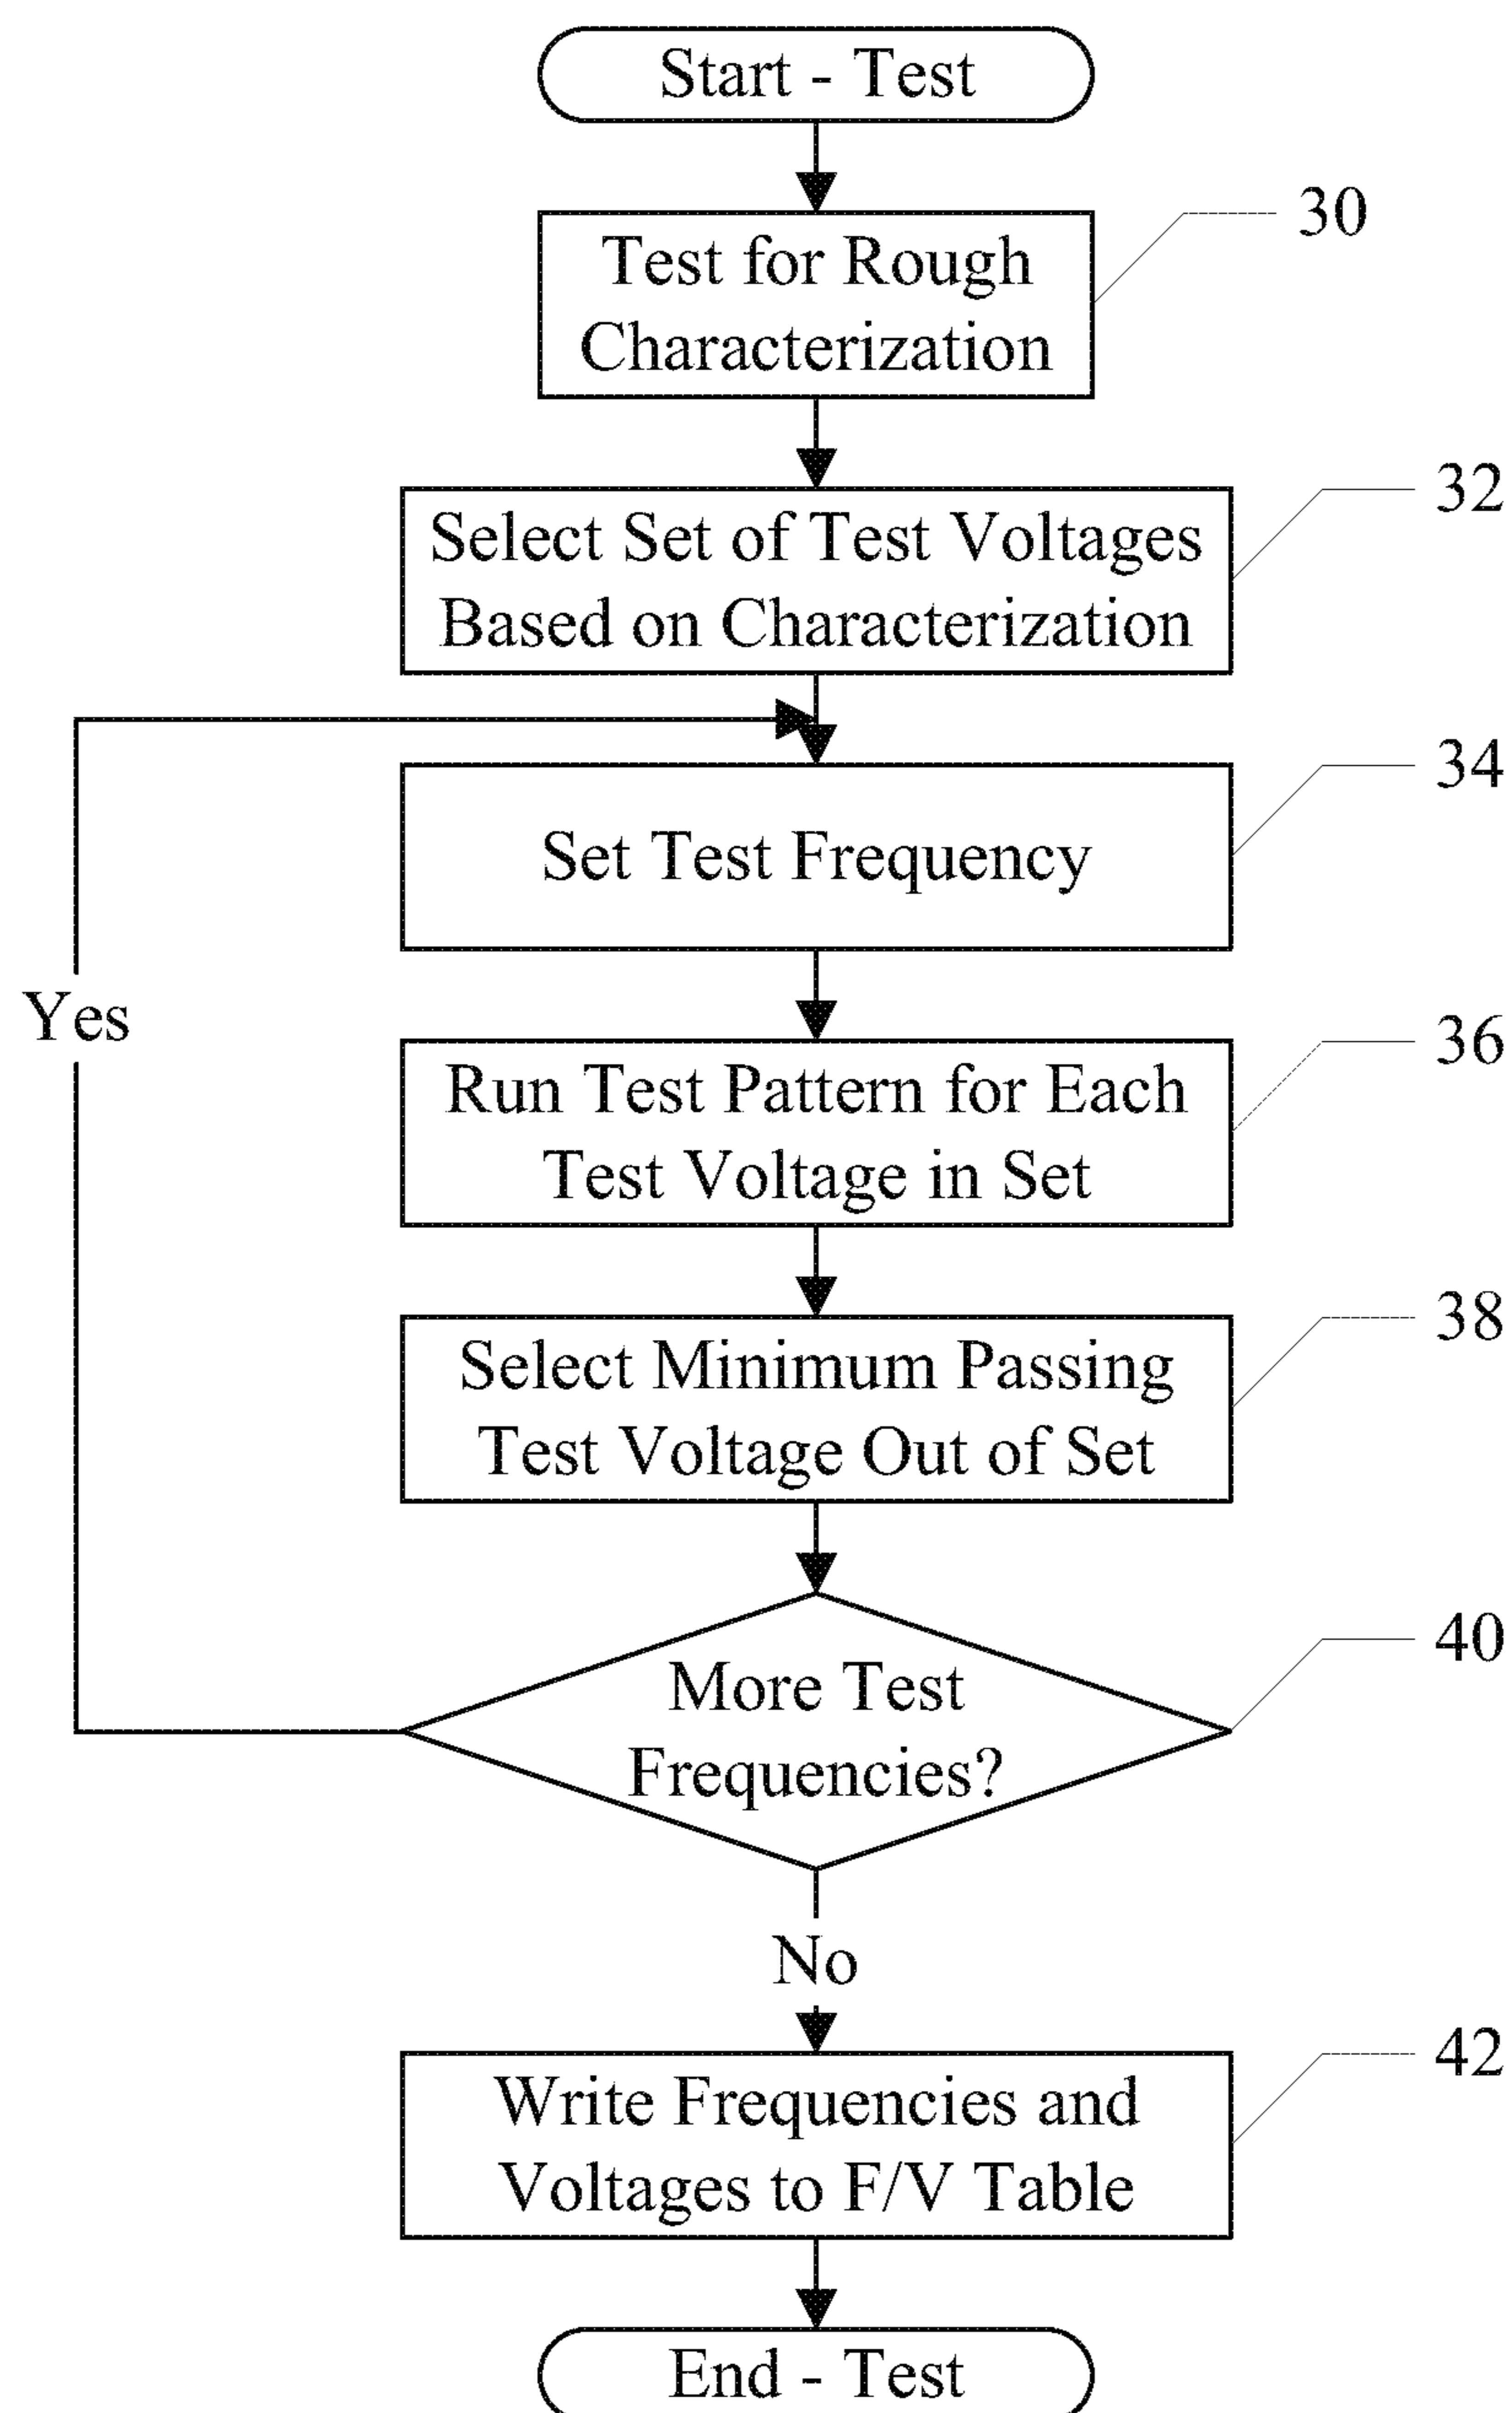 Start - Test
30
Test for Rough
Characterization
32
Select Set of Test Voltages
Based on Characterization
34
Set Test Frequency
Yes
36
Run Test Pattern for Each
Test Voltage in Set
38
Select Minimum Passing
Test Voltage Out of Set
40
More Test
Frequencies?
No
42
Write Frequencies and
Voltages to F/V Table
End - Test